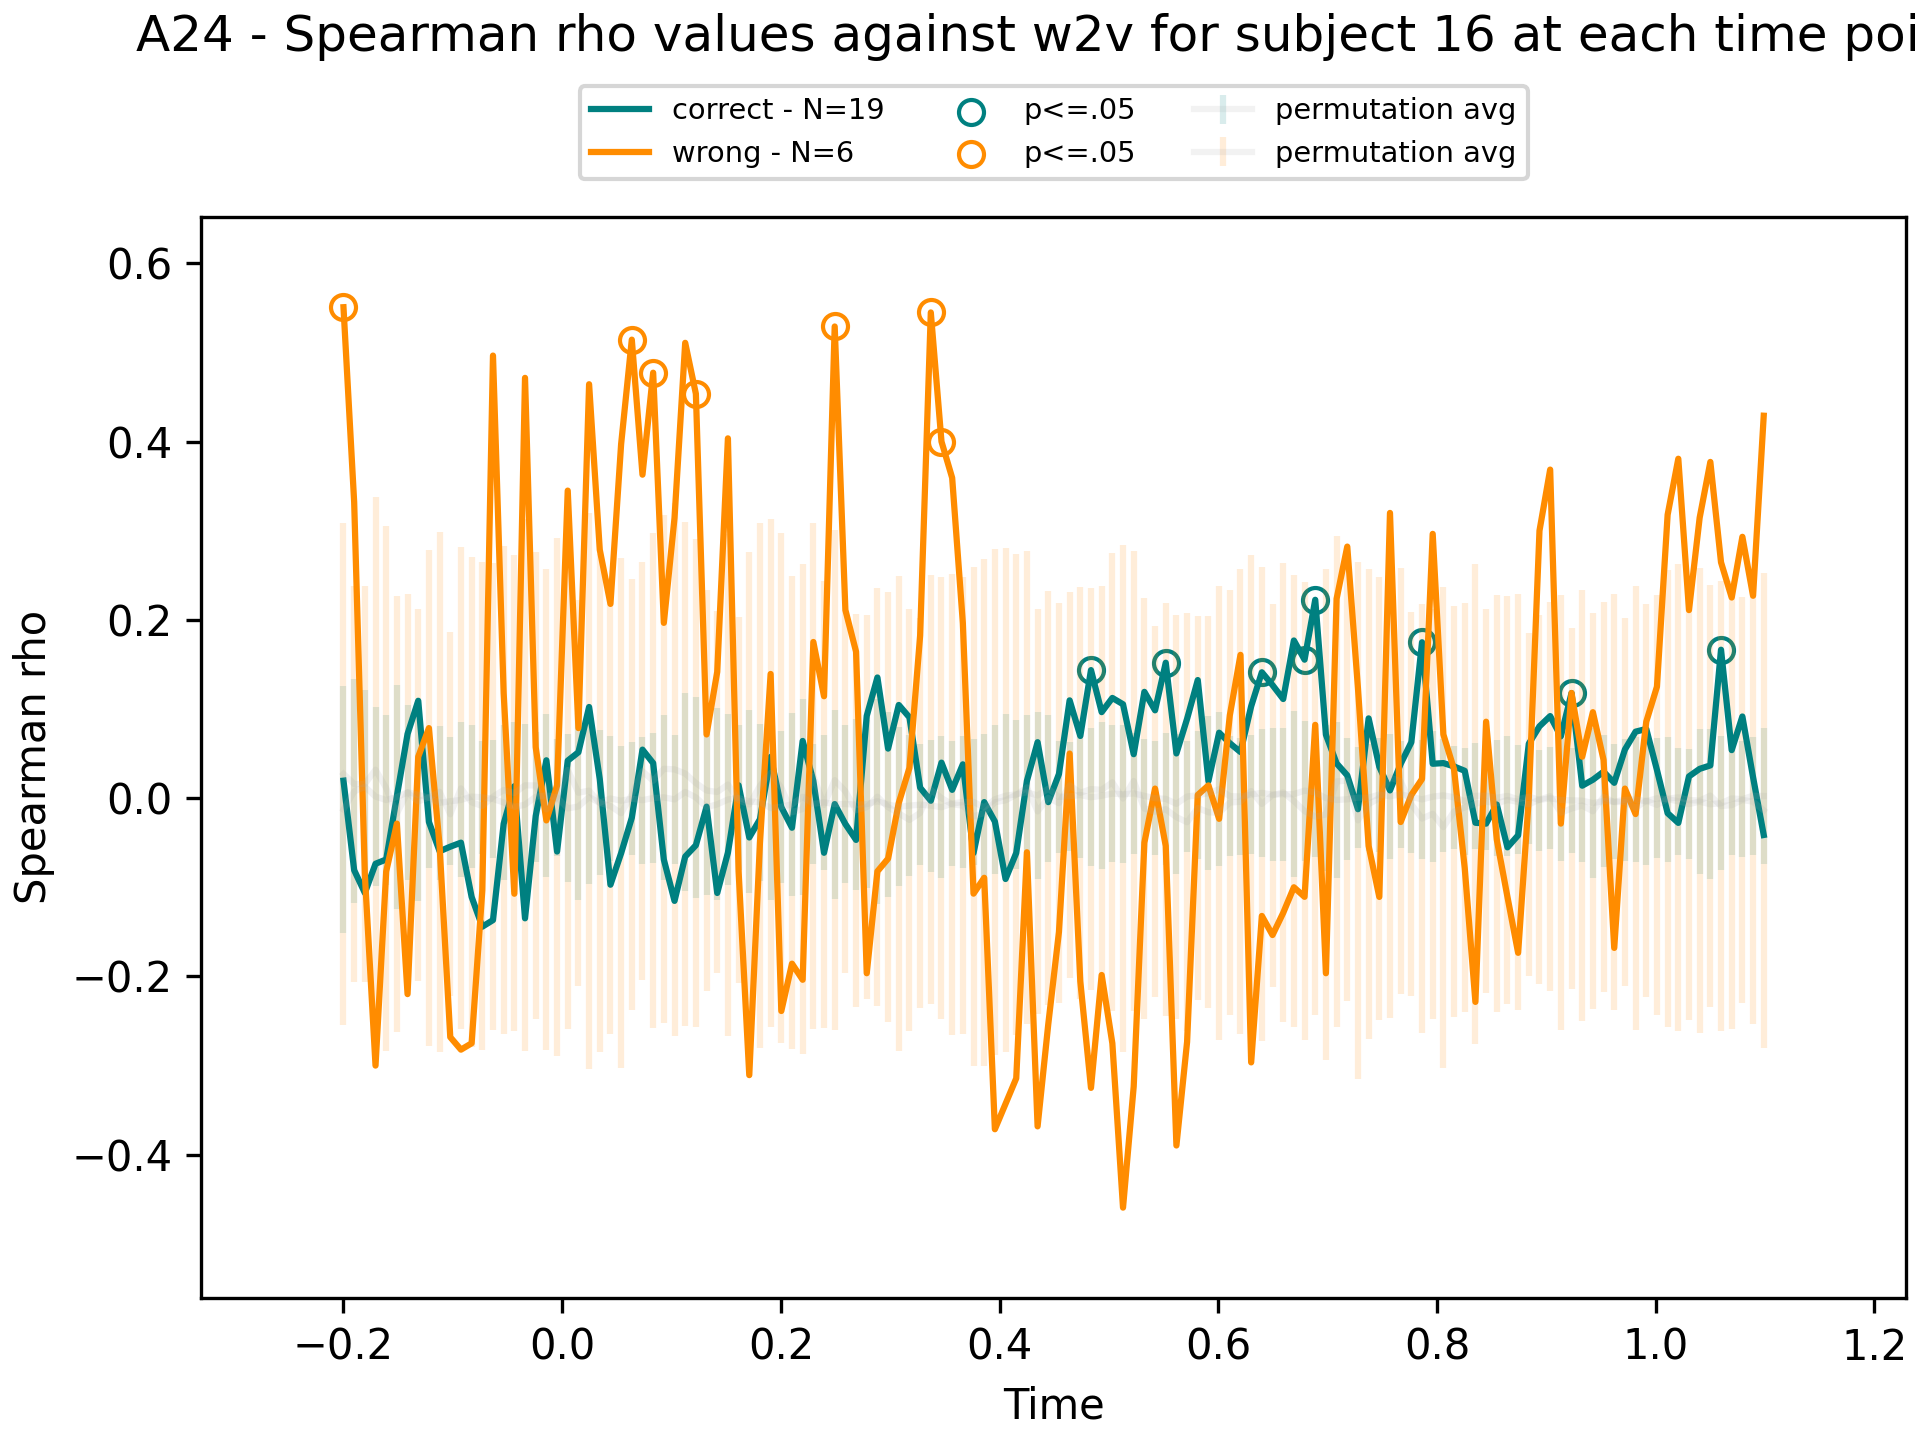 A24 - Spearman rho values against w2v for subject 16 at each time poi
correct - N=19
wrong - N=6
p<=.05
p<=.05
permutation avg
permutation avg
Spearman rho
0.6
0.4
0.2
0.0
−0.2
−0.4
−0.2 0.0 0.2 0.4 0.6 0.8 1.0 1.2
Time